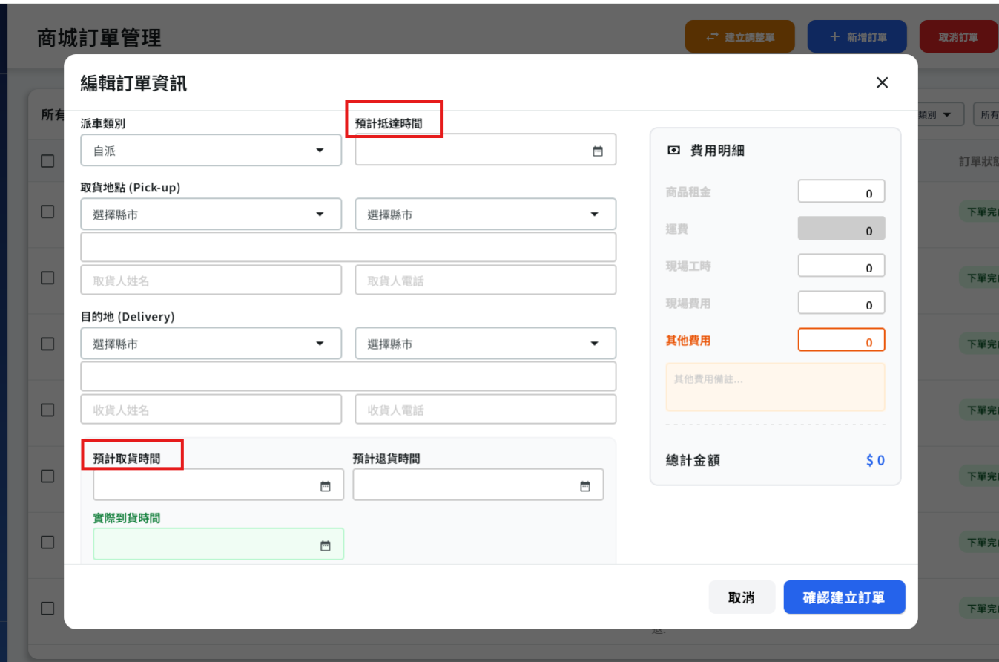 商城訂單管理
建立調整單
新增訂單
取消訂單
編輯訂單資訊
所有
類別
所有
派車類別
預計抵達時間
自派
費用明細
訂單狀態
取貨地點 (Pick-up)
商品租金
0
選擇縣市
選擇縣市
下單完
運費
0
現場工時
0
取貨人姓名
取貨人電話
下單完
現場費用
0
目的地 (Delivery)
選擇縣市
選擇縣市
其他費用
0
下單完
其他費用備註...
收貨人姓名
收貨人電話
下單完
預計取貨時間
預計退貨時間
總計金額
$ 0
下單完
實際到貨時間
下單完
取消
確認建立訂單
下單完